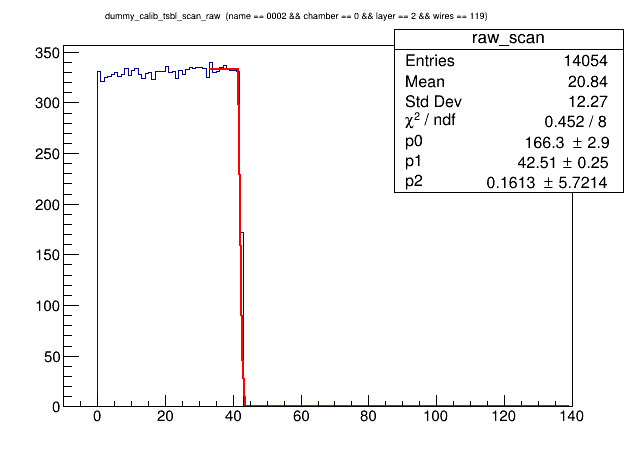 dummy_calib_tsbl_scan_raw {name == 0002 && chamber == 0 && layer == 2 && wires == 119}
raw_scan
Entries 14054
Mean 20.84
Std Dev 12.27
χ² / ndf 0.452 / 8
p0 166.3 ± 2.9
p1 42.51 ± 0.25
p2 0.1613 ± 5.7214
350
300
250
200
150
100
50
0
0 20 40 60 80 100 120 140